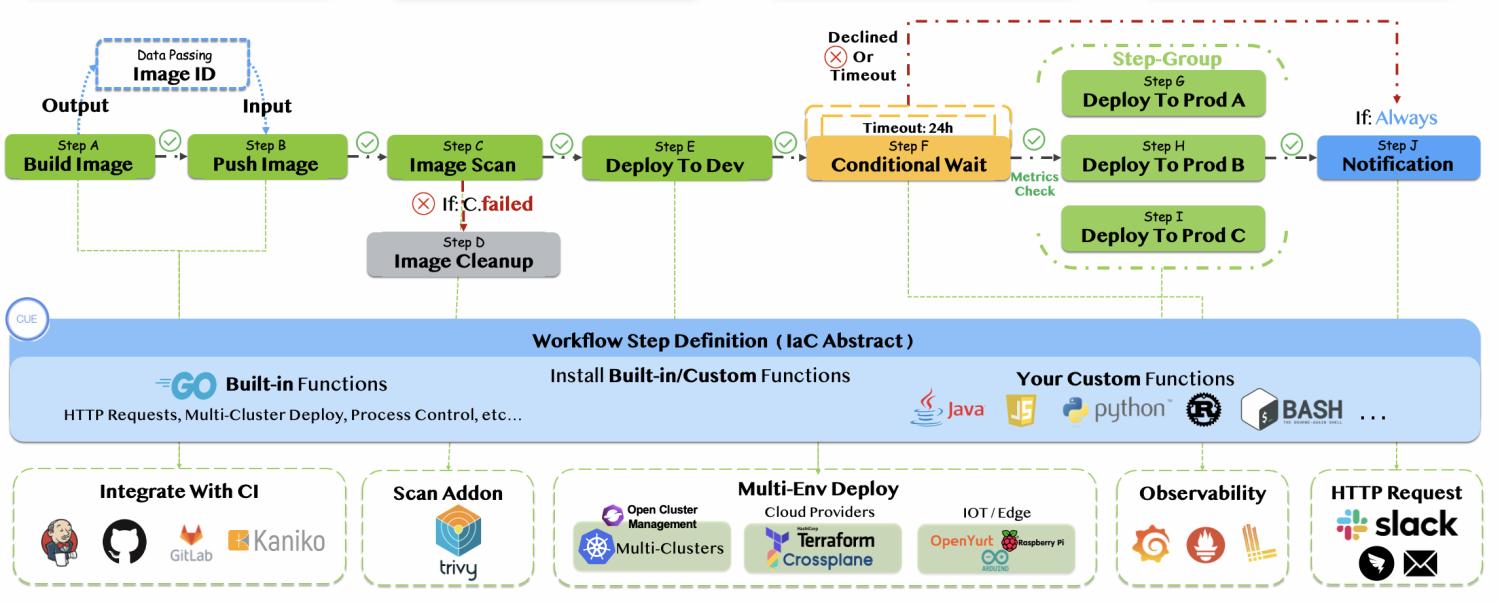 Data Passing
Image ID
Output
Input
Step A
Build Image
Step B
Push Image
Step C
Image Scan
If: C.failed
Step D
Image Cleanup
Step E
Deploy To Dev
Declined
Or
Timeout
Timeout: 24h
Step F
Conditional Wait
Metrics
Check
Step-Group
Step G
Deploy To Prod A
Step H
Deploy To Prod B
Step I
Deploy To Prod C
If: Always
Step J
Notification
CUE
Workflow Step Definition ( IaC Abstract )
GO Built-in Functions
HTTP Requests, Multi-Cluster Deploy, Process Control, etc...
Install Built-in/Custom Functions
Your Custom Functions
Java
JS
python™
R
$_
BASH
THE BOURNE-AGAIN SHELL
...
Integrate With CI
GitLab
Kaniko
Scan Addon
trivy
Multi-Env Deploy
Open Cluster
Management
Multi-Clusters
Cloud Providers
HashiCorp
Terraform
Crossplane
IOT / Edge
OpenYurt
Raspberry Pi
ARDUINO
Observability
HTTP Request
slack